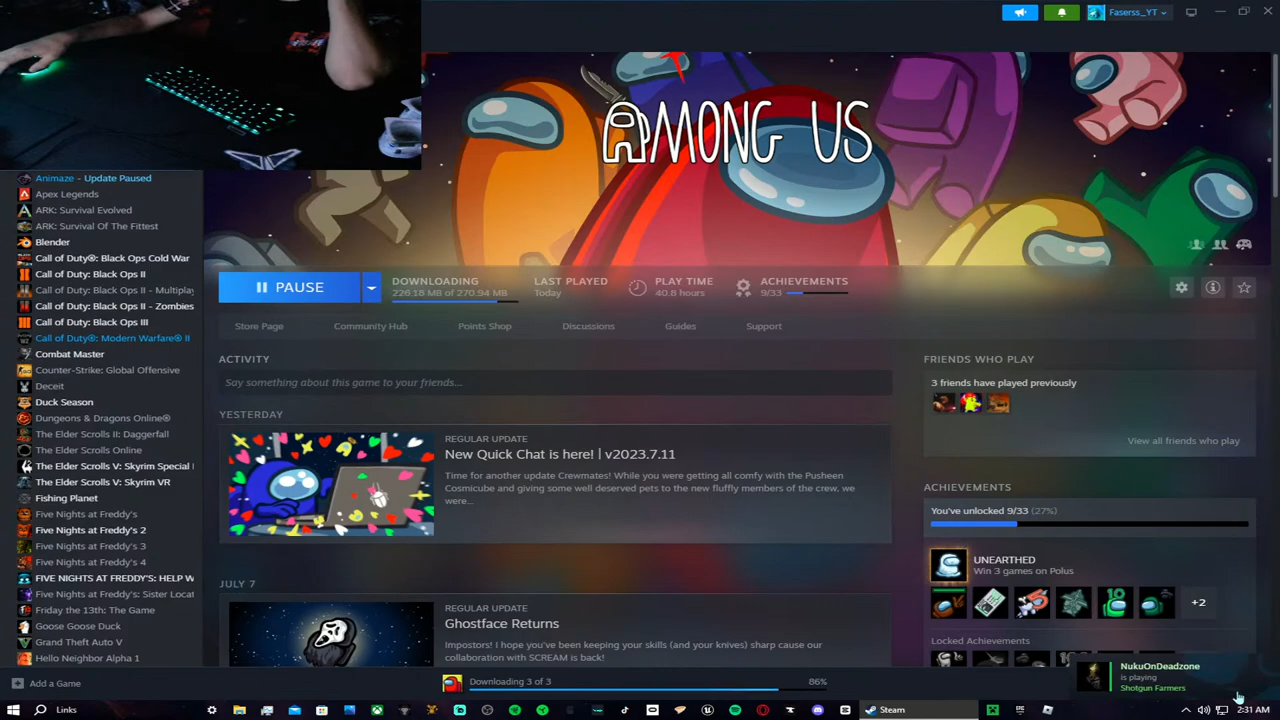 Faserss_YT
AMONG US
Animaze - Update Paused
Apex Legends
ARK: Survival Evolved
ARK: Survival Of The Fittest
Blender
Call of Duty®: Black Ops Cold War
Call of Duty: Black Ops II
Call of Duty: Black Ops II - Multiplay
Call of Duty: Black Ops II - Zombies
Call of Duty: Black Ops III
Call of Duty®: Modern Warfare® II
Combat Master
Counter-Strike: Global Offensive
Deceit
Duck Season
Dungeons & Dragons Online®
The Elder Scrolls II: Daggerfall
The Elder Scrolls Online
The Elder Scrolls V: Skyrim Special
The Elder Scrolls V: Skyrim VR
Fishing Planet
Five Nights at Freddy's
Five Nights at Freddy's 2
Five Nights at Freddy's 3
Five Nights at Freddy's 4
FIVE NIGHTS AT FREDDY'S: HELP W
Five Nights at Freddy's: Sister Locat
Friday the 13th: The Game
Goose Goose Duck
Grand Theft Auto V
Hello Neighbor Alpha 1
PAUSE
DOWNLOADING
226.18 MB of 270.94 MB
LAST PLAYED
Today
PLAY TIME
40.8 hours
ACHIEVEMENTS
9/33
Store Page
Community Hub
Points Shop
Discussions
Guides
Support
ACTIVITY
Say something about this game to your friends...
YESTERDAY
REGULAR UPDATE
New Quick Chat is here! | v2023.7.11
Time for another update Crewmates! While you were getting all comfy with the Pusheen
Cosmicube and giving some well deserved pets to the new fluffly members of the crew, we
were...
JULY 7
REGULAR UPDATE
Ghostface Returns
Impostors! I hope you've been keeping your skills (and your knives) sharp cause our
collaboration with SCREAM is back!
FRIENDS WHO PLAY
3 friends have played previously
View all friends who play
ACHIEVEMENTS
You've unlocked 9/33 (27%)
UNEARTHED
Win 3 games on Polus
10
+2
Locked Achievements
NukuOnDeadzone
is playing
Shotgun Farmers
Add a Game
Downloading 3 of 3
86%
Links
Steam
2:31 AM